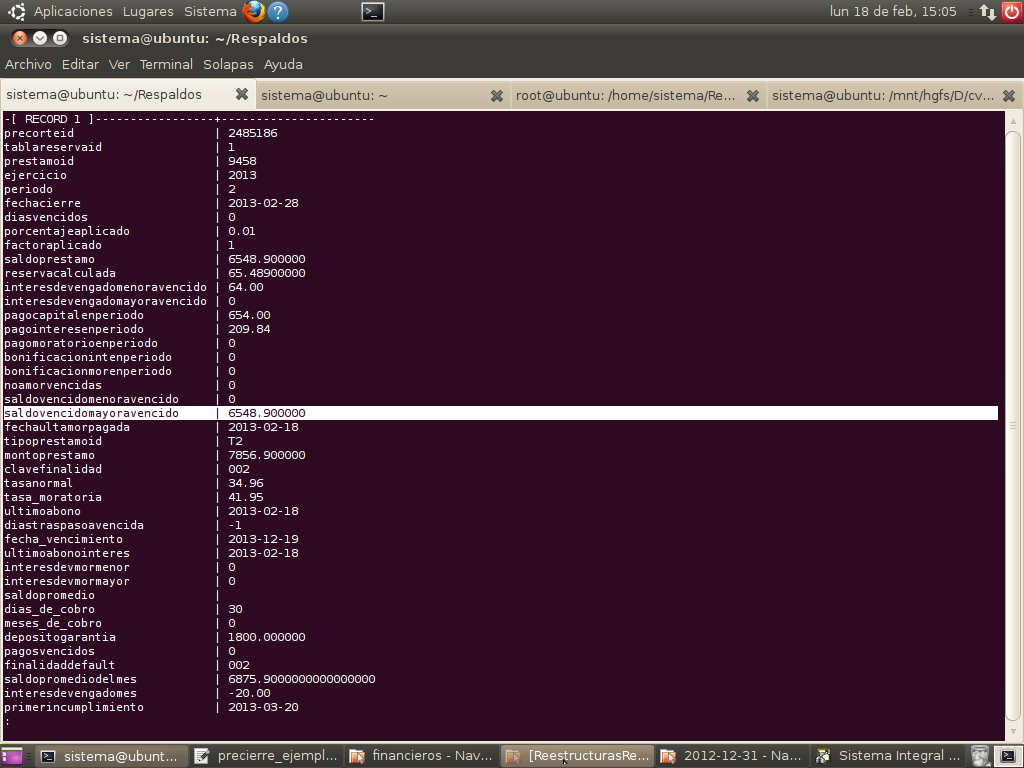 Aplicaciones Lugares Sistema ? lun 18 de feb, 15:05
sistema@ubuntu: ~/Respaldos
Archivo Editar Ver Terminal Solapas Ayuda
sistema@ubuntu: ~/Respaldos sistema@ubuntu: ~ root@ubuntu: /home/sistema/Re... sistema@ubuntu: /mnt/hgfs/D/cv...
-[ RECORD 1 ]-----------------+----------------------
precorteid | 2485186
tablareservaid | 1
prestamoid | 9458
ejercicio | 2013
periodo | 2
fechacierre | 2013-02-28
diasvencidos | 0
porcentajeaplicado | 0.01
factoraplicado | 1
saldoprestamo | 6548.900000
reservacalculada | 65.48900000
interesdevengadomenoravencido | 64.00
interesdevengadomayoravencido | 0
pagocapitalenperiodo | 654.00
pagointeresenperiodo | 209.84
pagomoratorioenperiodo | 0
bonificacionintenperiodo | 0
bonificacionmorenperiodo | 0
noamorvencidas | 0
saldovencidomenoravencido | 0
saldovencidomayoravencido | 6548.900000
fechaultamorpagada | 2013-02-18
tipoprestamoid | T2
montoprestamo | 7856.900000
clavefinalidad | 002
tasanormal | 34.96
tasa_moratoria | 41.95
ultimoabono | 2013-02-18
diastraspasoavencida | -1
fecha_vencimiento | 2013-12-19
ultimoabonointeres | 2013-02-18
interesdevmormenor | 0
interesdevmormayor | 0
saldopromedio |
dias_de_cobro | 30
meses_de_cobro | 0
depositogarantia | 1800.000000
pagosvencidos | 0
finalidaddefault | 002
saldopromediodelmes | 6875.9000000000000000
interesdevengadomes | -20.00
primerincumplimiento | 2013-03-20
:
sistema@ubunt... precierre_ejempl... financieros - Nav... [ReestructurasRe... 2012-12-31 - Na... Sistema Integral ...